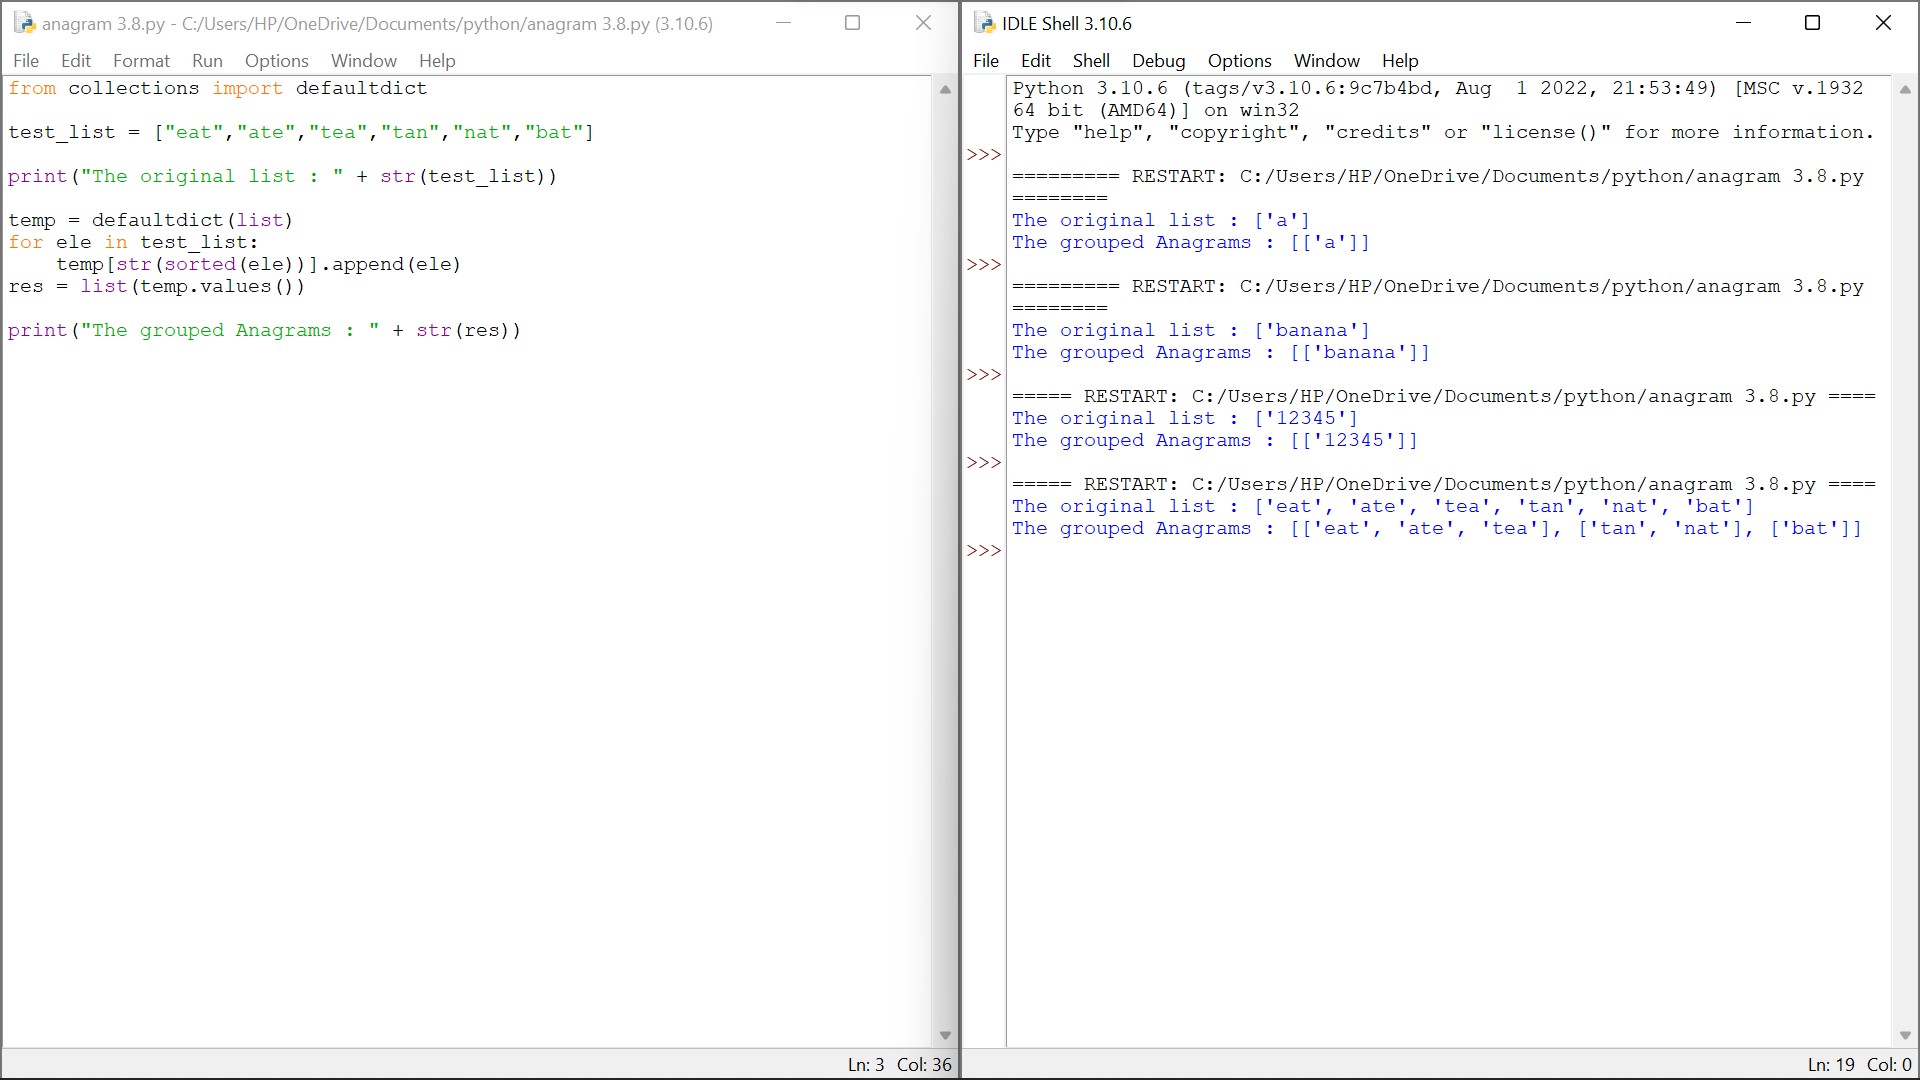 anagram 3.8.py - C:/Users/HP/OneDrive/Documents/python/anagram 3.8.py (3.10.6)
File Edit Format Run Options Window Help
from collections import defaultdict
test_list = ["eat","ate","tea","tan","nat","bat"]
print("The original list : " + str(test_list))
temp = defaultdict(list)
for ele in test_list:
    temp[str(sorted(ele))].append(ele)
res = list(temp.values())
print("The grouped Anagrams : " + str(res))
Ln: 3 Col: 36
IDLE Shell 3.10.6
File Edit Shell Debug Options Window Help
Python 3.10.6 (tags/v3.10.6:9c7b4bd, Aug  1 2022, 21:53:49) [MSC v.1932
64 bit (AMD64)] on win32
Type "help", "copyright", "credits" or "license()" for more information.
>>>
========= RESTART: C:/Users/HP/OneDrive/Documents/python/anagram 3.8.py
========
The original list : ['a']
The grouped Anagrams : [['a']]
>>>
========= RESTART: C:/Users/HP/OneDrive/Documents/python/anagram 3.8.py
========
The original list : ['banana']
The grouped Anagrams : [['banana']]
>>>
===== RESTART: C:/Users/HP/OneDrive/Documents/python/anagram 3.8.py ====
The original list : ['12345']
The grouped Anagrams : [['12345']]
>>>
===== RESTART: C:/Users/HP/OneDrive/Documents/python/anagram 3.8.py ====
The original list : ['eat', 'ate', 'tea', 'tan', 'nat', 'bat']
The grouped Anagrams : [['eat', 'ate', 'tea'], ['tan', 'nat'], ['bat']]
>>>
Ln: 19 Col: 0